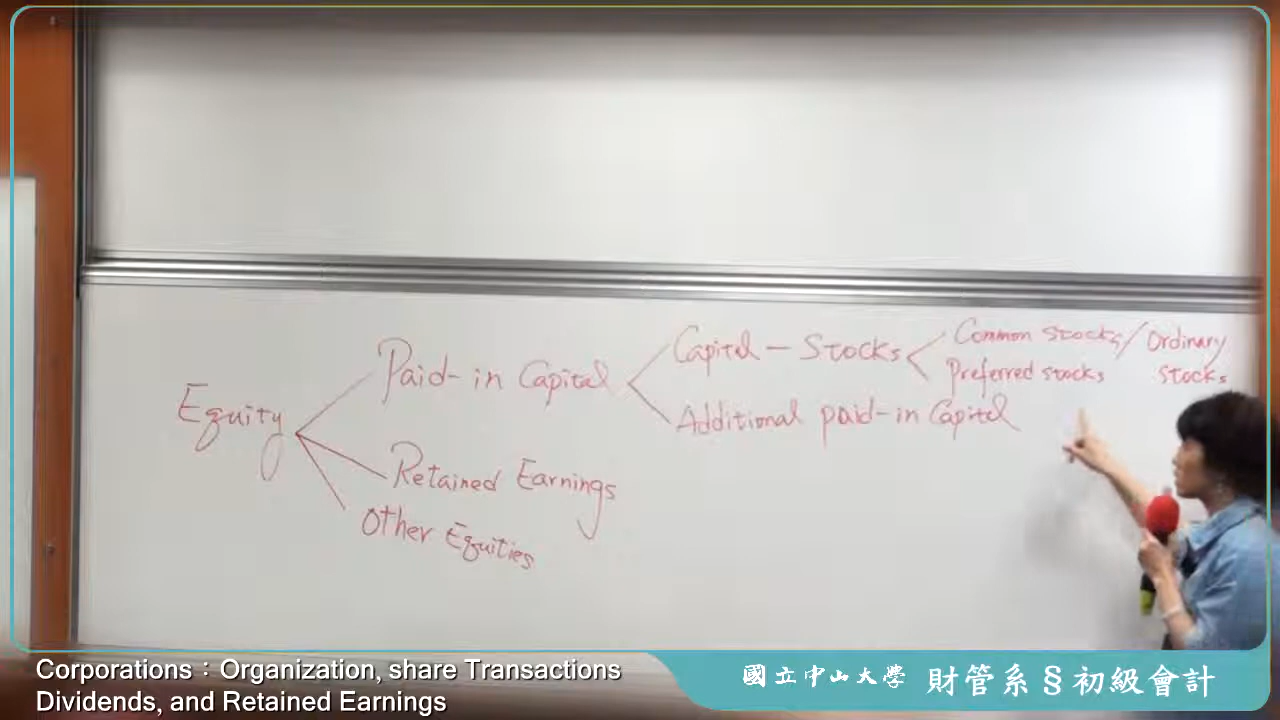 Equity
Paid-in Capital
Retained Earnings
Other Equities
Capital - Stocks
Additional paid-in Capital
Common stocks/ Ordinary stocks
Preferred stocks
Corporations：Organization, share Transactions
Dividends, and Retained Earnings
國立中山大學 財管系§初級會計